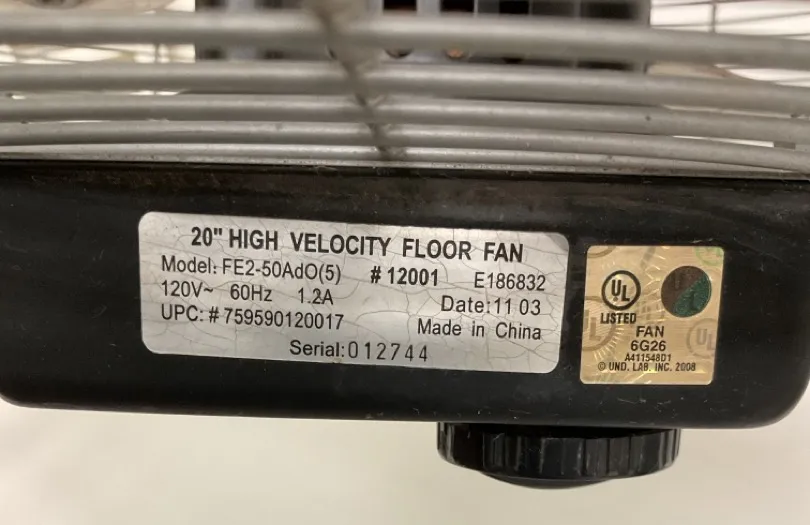 20" HIGH VELOCITY FLOOR FAN
Model: FE2-50AdO(5) #12001 E186832
120V~ 60Hz 1.2A Date:11 03
UPC: #759590120017 Made in China
Serial:012744
UL
LISTED
FAN
6G26
A411548D1
© UND. LAB. INC. 2008